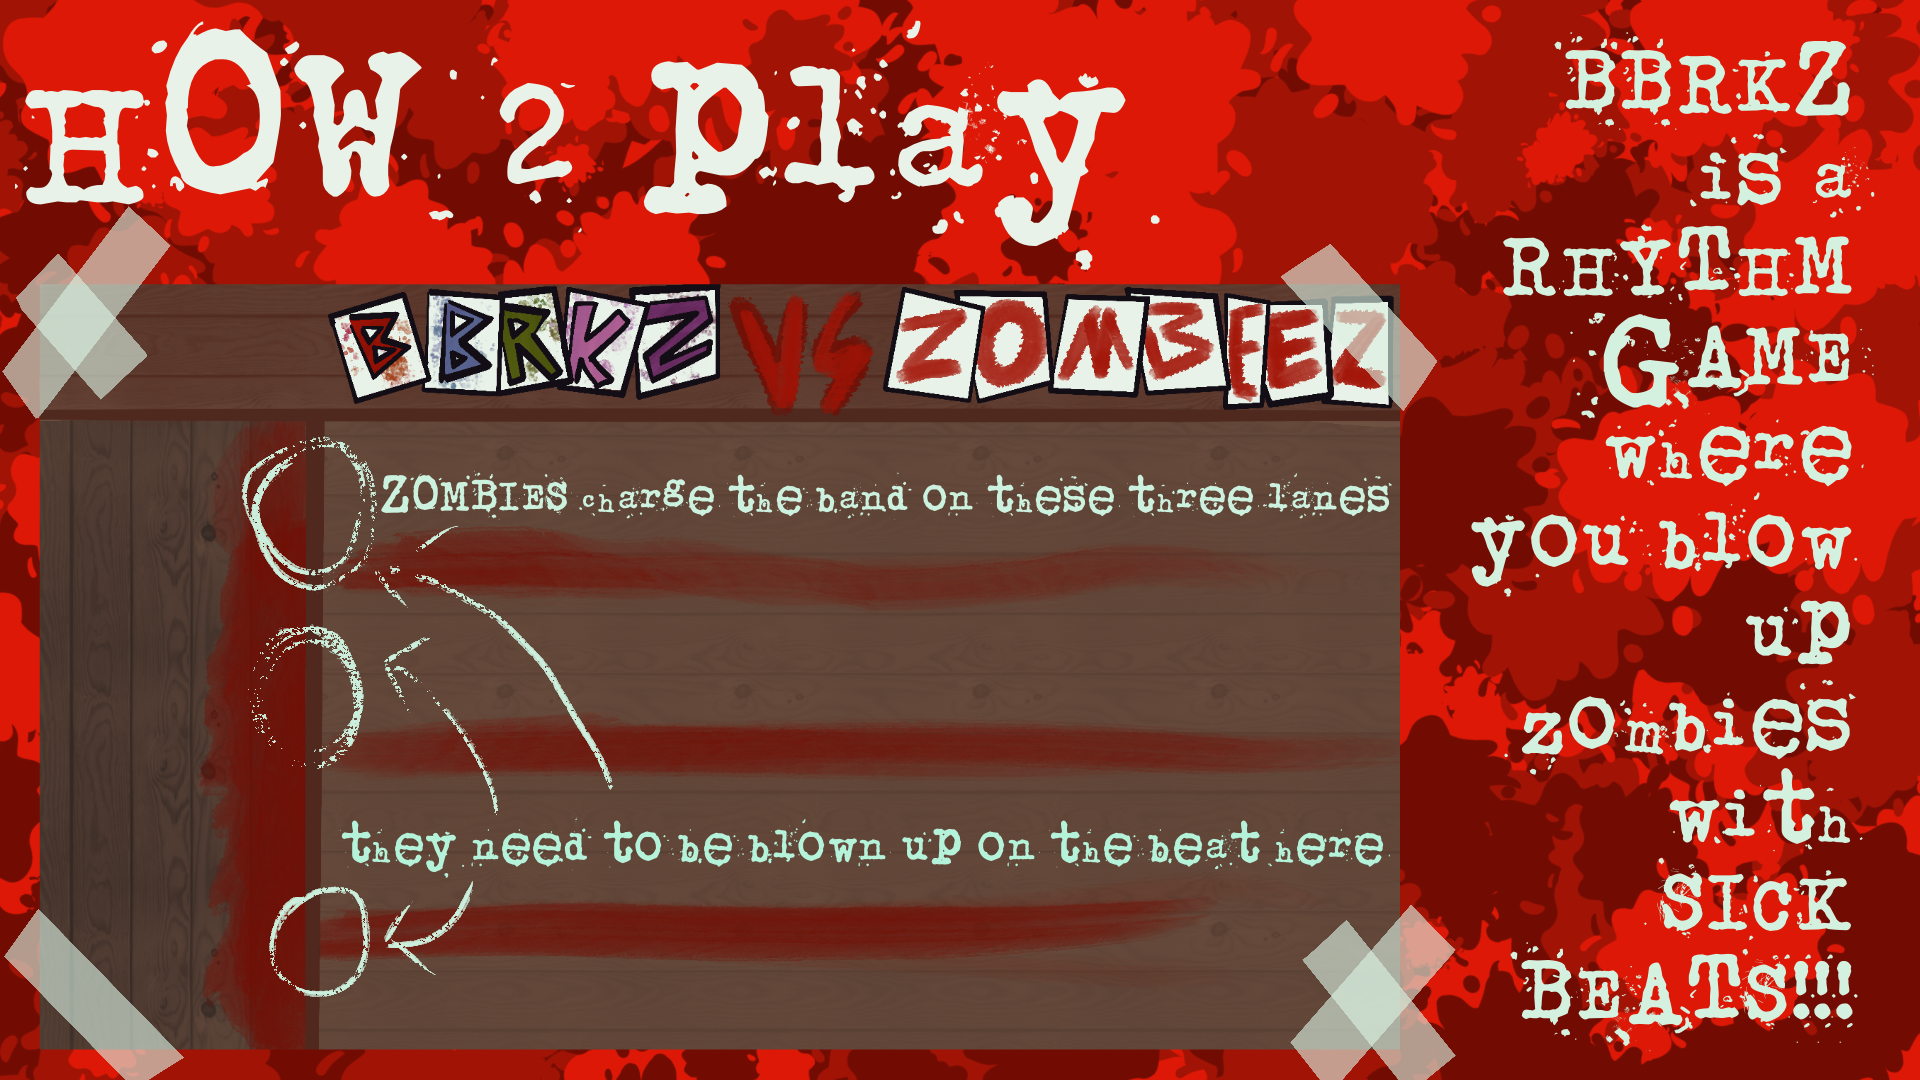 HOW 2 play
BBRKZ VS ZOMBEEZ
ZOMBIES charge the band on these three lanes
they need to be blown up on the beat here
BBRKZ
is a
RHYTHM
GAME
where
you blow
up
zombies
with
SICK
BEATS!!!